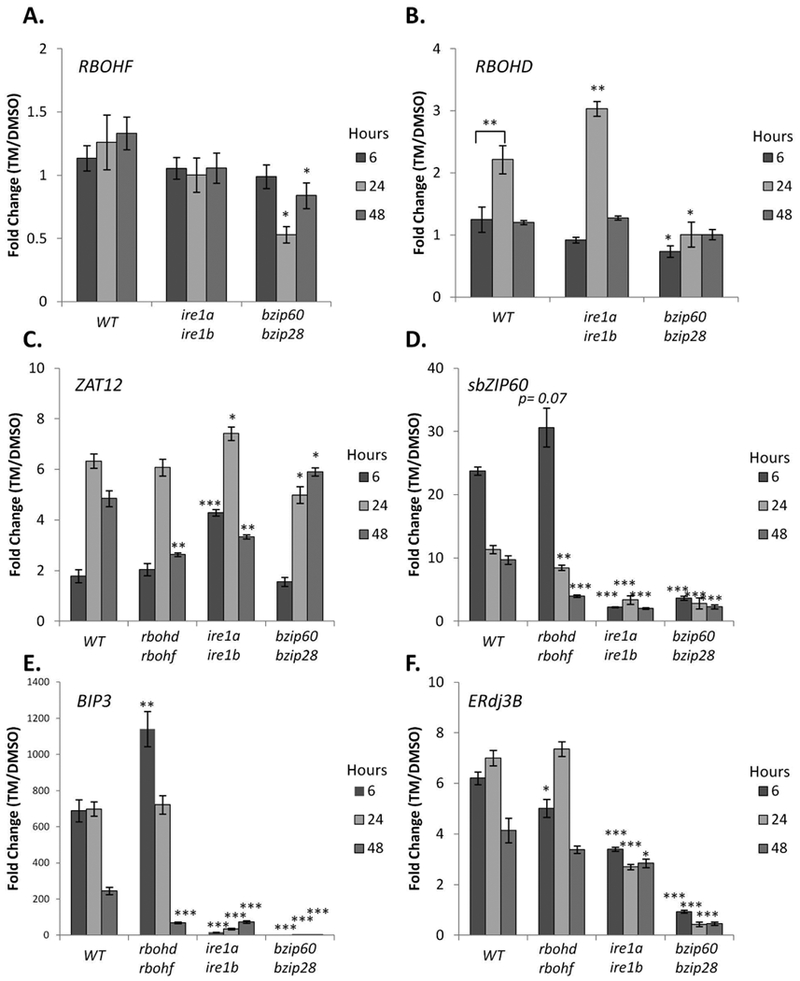 A.
RBOHF
Fold Change (TM/DMSO)
2
1.5
1
0.5
0
*
*
WT
ire1a
ire1b
bzip60
bzip28
Hours
6
24
48
B.
RBOHD
Fold Change (TM/DMSO)
4
3
2
1
0
**
**
*
*
WT
ire1a
ire1b
bzip60
bzip28
Hours
6
24
48
C.
ZAT12
Fold Change (TM/DMSO)
10
8
6
4
2
0
**
***
*
**
*
*
WT
rbohd
rbohf
ire1a
ire1b
bzip60
bzip28
Hours
6
24
48
D.
sbZIP60
Fold Change (TM/DMSO)
40
30
20
10
0
p= 0.07
**
***
***
***
***
***
***
***
WT
rbohd
rbohf
ire1a
ire1b
bzip60
bzip28
Hours
6
24
48
E.
BIP3
Fold Change (TM/DMSO)
1400
1200
1000
800
600
400
200
0
**
***
***
***
***
***
***
***
WT
rbohd
rbohf
ire1a
ire1b
bzip60
bzip28
Hours
6
24
48
F.
ERdj3B
Fold Change (TM/DMSO)
10
8
6
4
2
0
*
***
***
*
***
***
***
WT
rbohd
rbohf
ire1a
ire1b
bzip60
bzip28
Hours
6
24
48